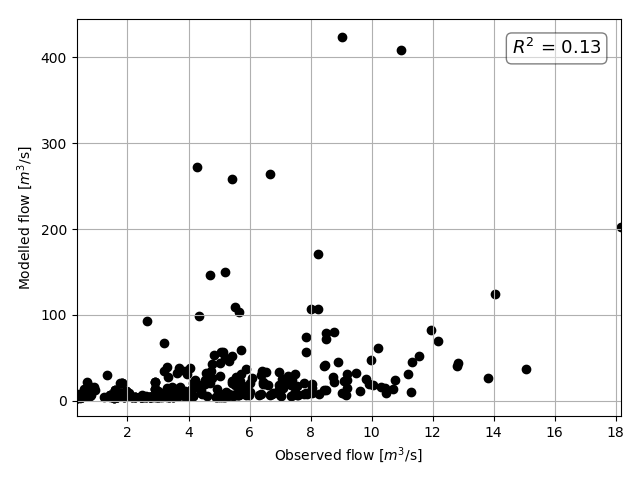 400
300
200
100
0
Modelled flow [m³/s]
R² = 0.13
2 4 6 8 10 12 14 16 18
Observed flow [m³/s]